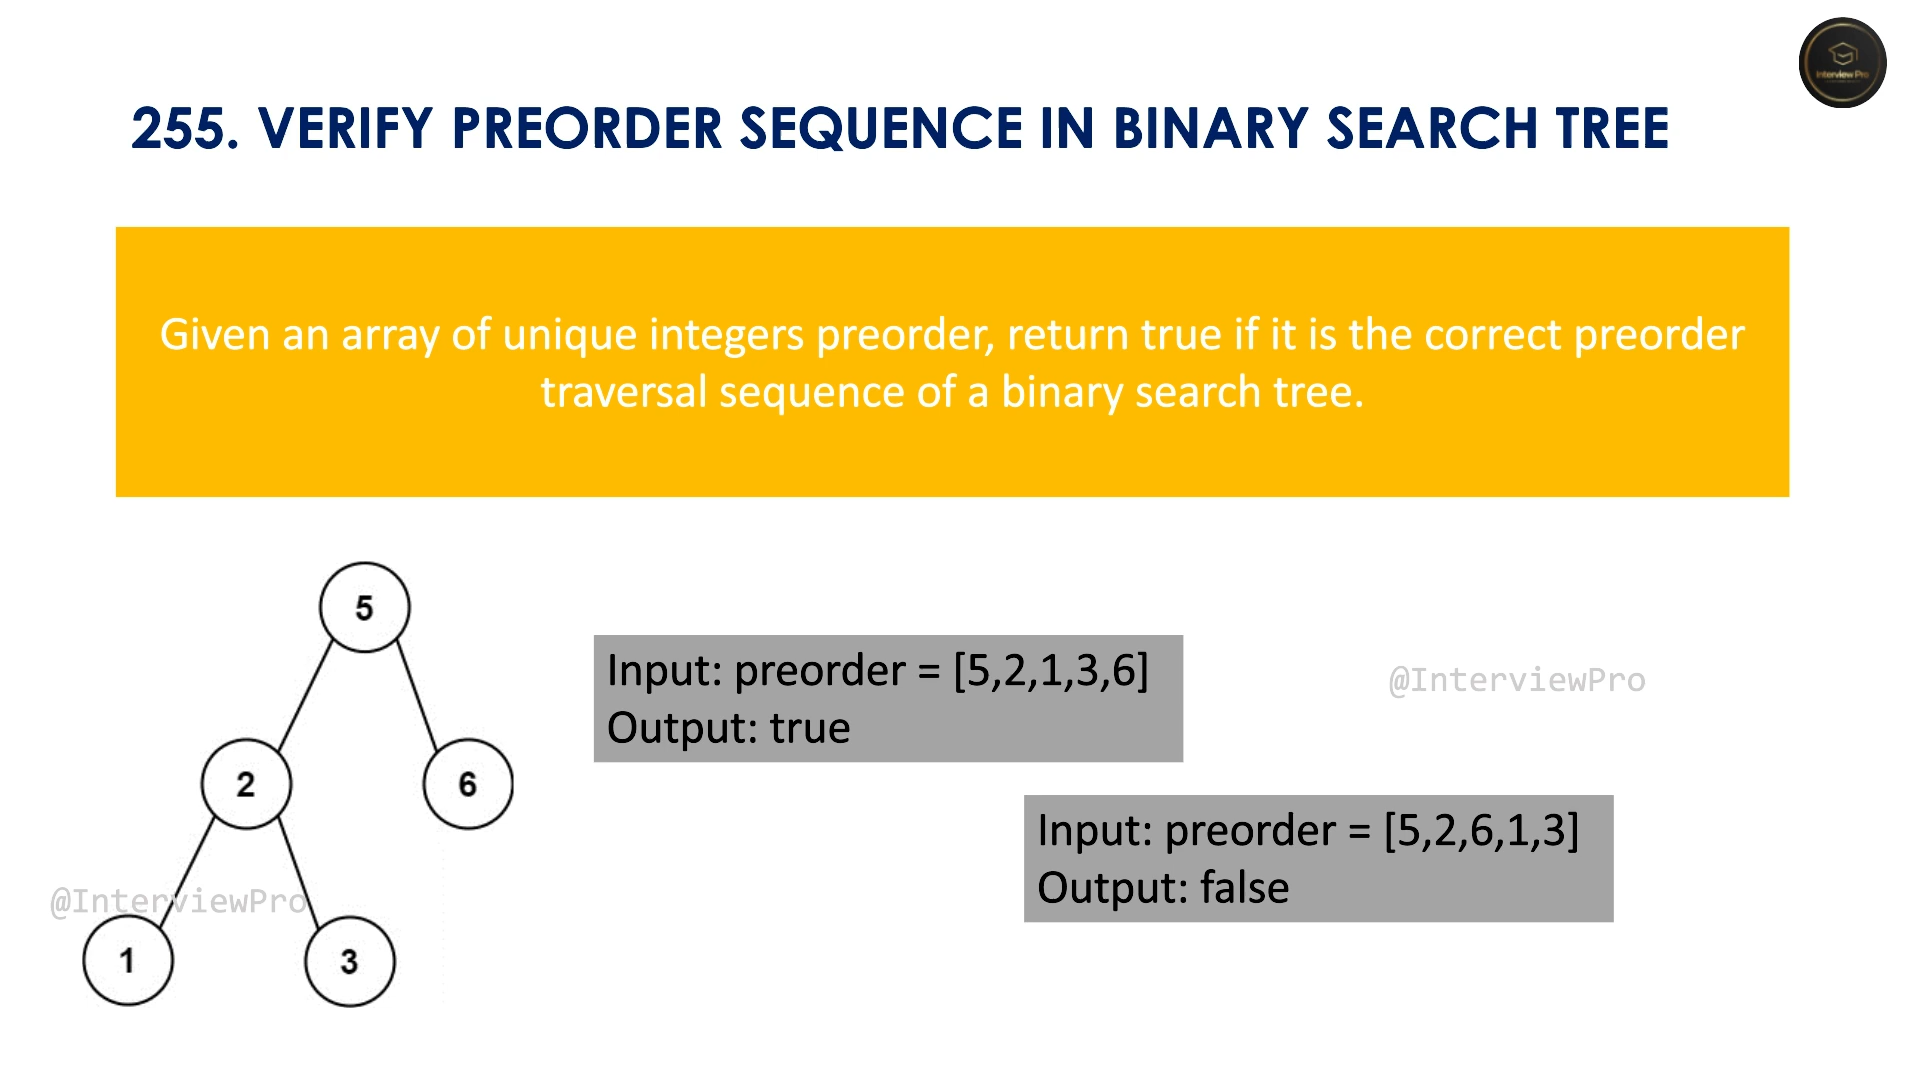 Interview Pro
255. VERIFY PREORDER SEQUENCE IN BINARY SEARCH TREE
Given an array of unique integers preorder, return true if it is the correct preorder
traversal sequence of a binary search tree.
5
2
6
1
3
Input: preorder = [5,2,1,3,6]
Output: true
@InterviewPro
Input: preorder = [5,2,6,1,3]
Output: false
@InterviewPro